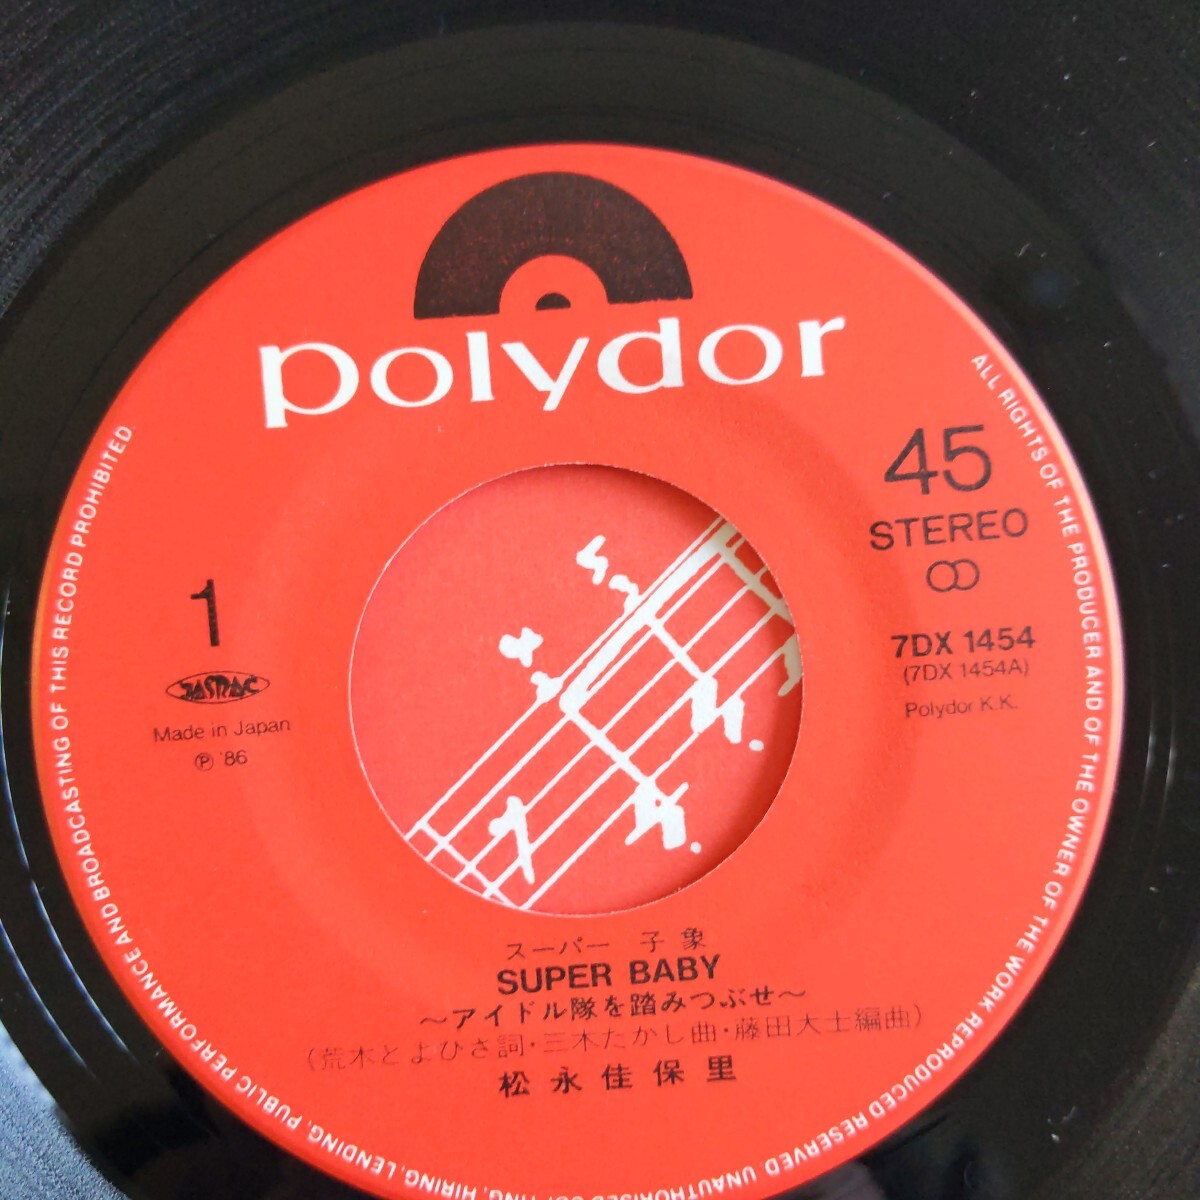 polydor
45
STEREO
7DX 1454
(7DX 1454A)
Polydor K.K.
1
JASRAC
Made in Japan
Ⓟ '86
スーパー 子象
SUPER BABY
～アイドル隊を踏みつぶせ～
(荒木とよひさ詞・三木たかし曲・藤田大士編曲)
松永佳保里
ALL RIGHTS OF THE PRODUCER AND OF THE OWNER OF THE WORK REPRODUCED RESERVED UNAUTHORISED COPYING, HIRING, LENDING, PUBLIC PERFORMANCE AND BROADCASTING OF THIS RECORD PROHIBITED.